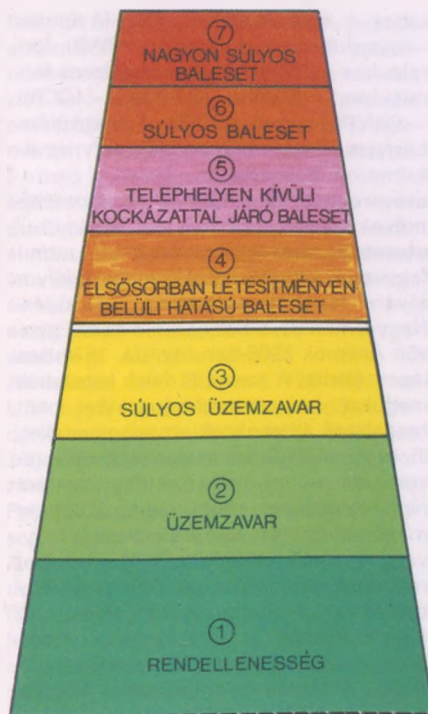 7
NAGYON SÚLYOS
BALESET
6
SÚLYOS BALESET
5
TELEPHELYEN KÍVÜLI
KOCKÁZATTAL JÁRÓ BALESET
4
ELSŐSORBAN LÉTESÍTMÉNYEN
BELÜLI HATÁSÚ BALESET
3
SÚLYOS ÜZEMZAVAR
2
ÜZEMZAVAR
1
RENDELLENESSÉG